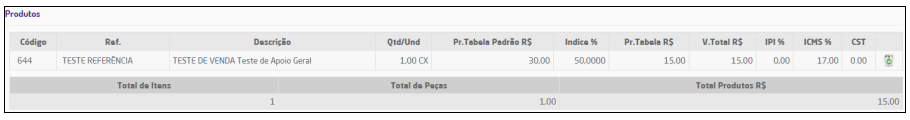 Produtos
Código Ref. Descrição Qtd/Und Pr.Tabela Padrão R$ Indice % Pr.Tabela R$ V.Total R$ IPI % ICMS % CST
644 TESTE REFERÊNCIA TESTE DE VENDA Teste de Apoio Geral 1.00 CX 30.00 50.0000 15.00 15.00 0.00 17.00 0.00
Total de Itens Total de Peças Total Produtos R$
1 1.00 15.00